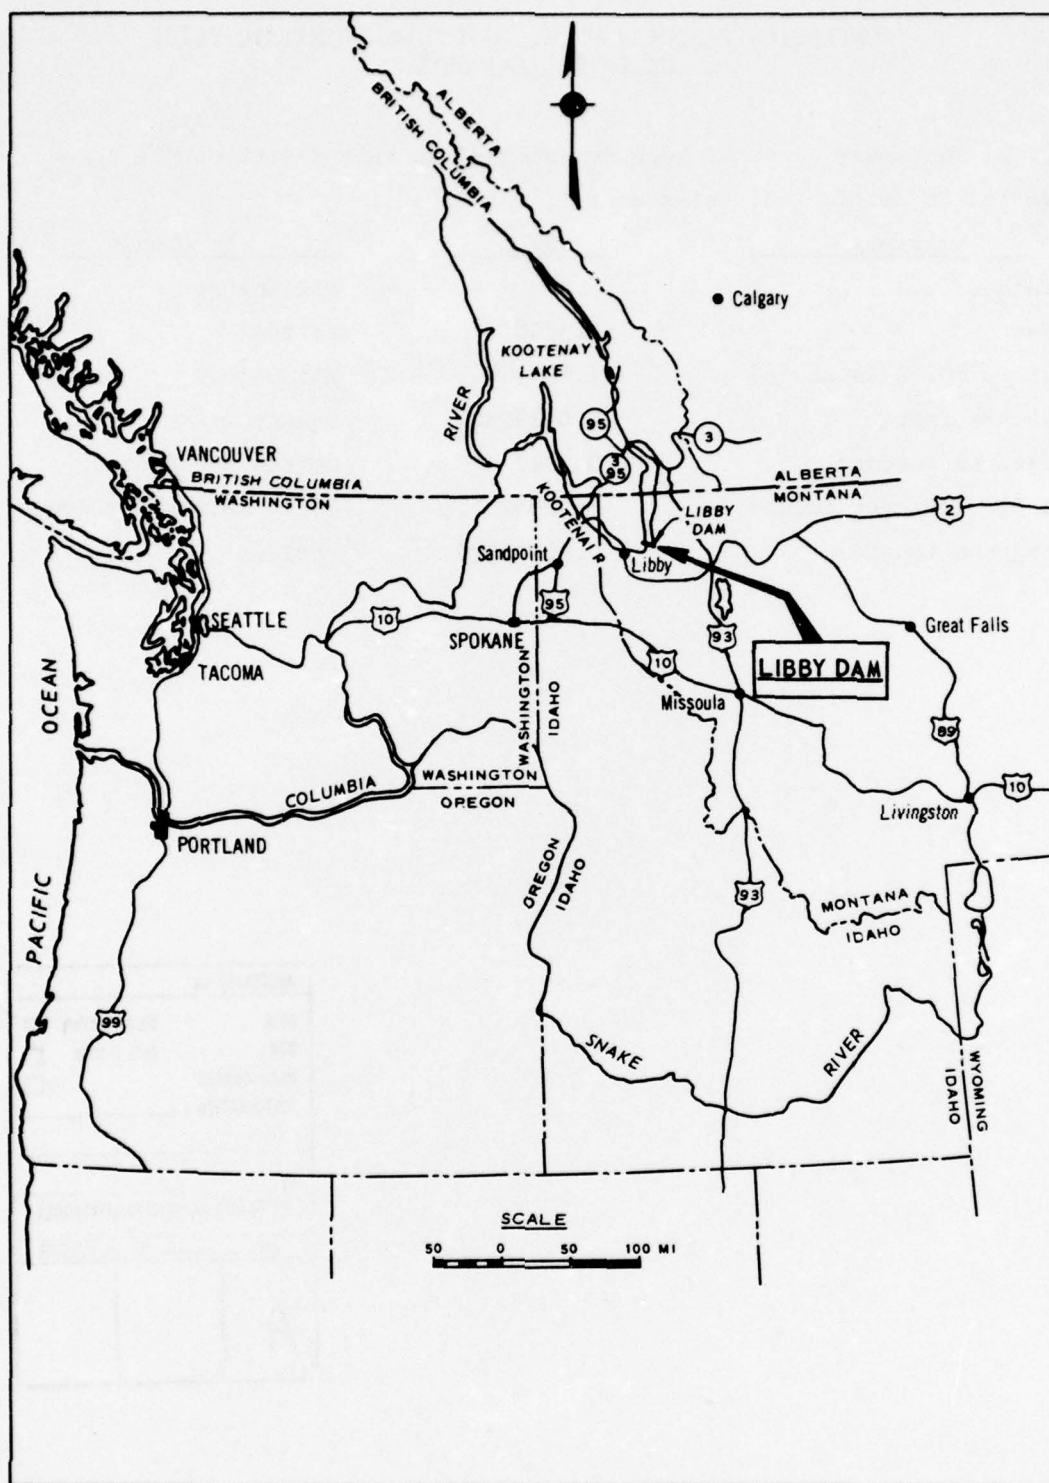 ALBERTA
BRITISH COLUMBIA
Calgary
KOOTENAY
LAKE
RIVER
95
3
3
95
VANCOUVER
BRITISH COLUMBIA
WASHINGTON
ALBERTA
MONTANA
KOOTENAI R.
LIBBY
DAM
2
Sandpoint
Libby
95
10
SEATTLE
SPOKANE
Great Falls
93
10
LIBBY DAM
TACOMA
OCEAN
WASHINGTON
IDAHO
Missoula
89
COLUMBIA
WASHINGTON
OREGON
10
Livingston
PORTLAND
PACIFIC
OREGON
IDAHO
93
MONTANA
IDAHO
99
SNAKE
RIVER
IDAHO
WYOMING
SCALE
50 0 50 100 MI